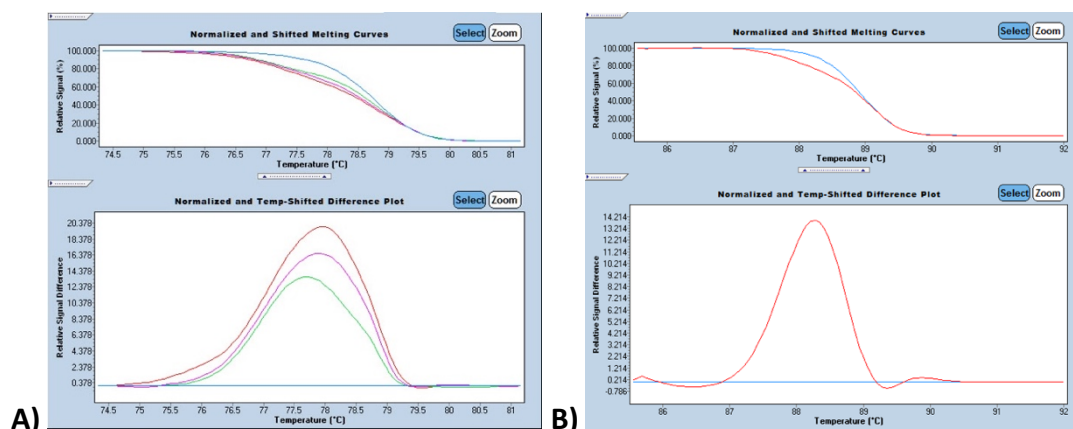 Normalized and Shifted Melting Curves
Select Zoom
Relative Signal (%)
100.000
80.000
60.000
40.000
20.000
0.000
74.5 75 75.5 76 76.5 77 77.5 78 78.5 79 79.5 80 80.5 81
Temperature (°C)
Normalized and Temp-Shifted Difference Plot
Select Zoom
Relative Signal Difference
20.378
18.378
16.378
14.378
12.378
10.378
8.378
6.378
4.378
2.378
0.378
74.5 75 75.5 76 76.5 77 77.5 78 78.5 79 79.5 80 80.5 81
Temperature (°C)
A)
Normalized and Shifted Melting Curves
Select Zoom
Relative Signal (%)
100.000
80.000
60.000
40.000
20.000
0.000
86 87 88 89 90 91 92
Temperature (°C)
Normalized and Temp-Shifted Difference Plot
Select Zoom
Relative Signal Difference
14.214
13.214
12.214
11.214
10.214
9.214
8.214
7.214
6.214
5.214
4.214
3.214
2.214
1.214
0.214
-0.786
86 87 88 89 90 91 92
Temperature (°C)
B)